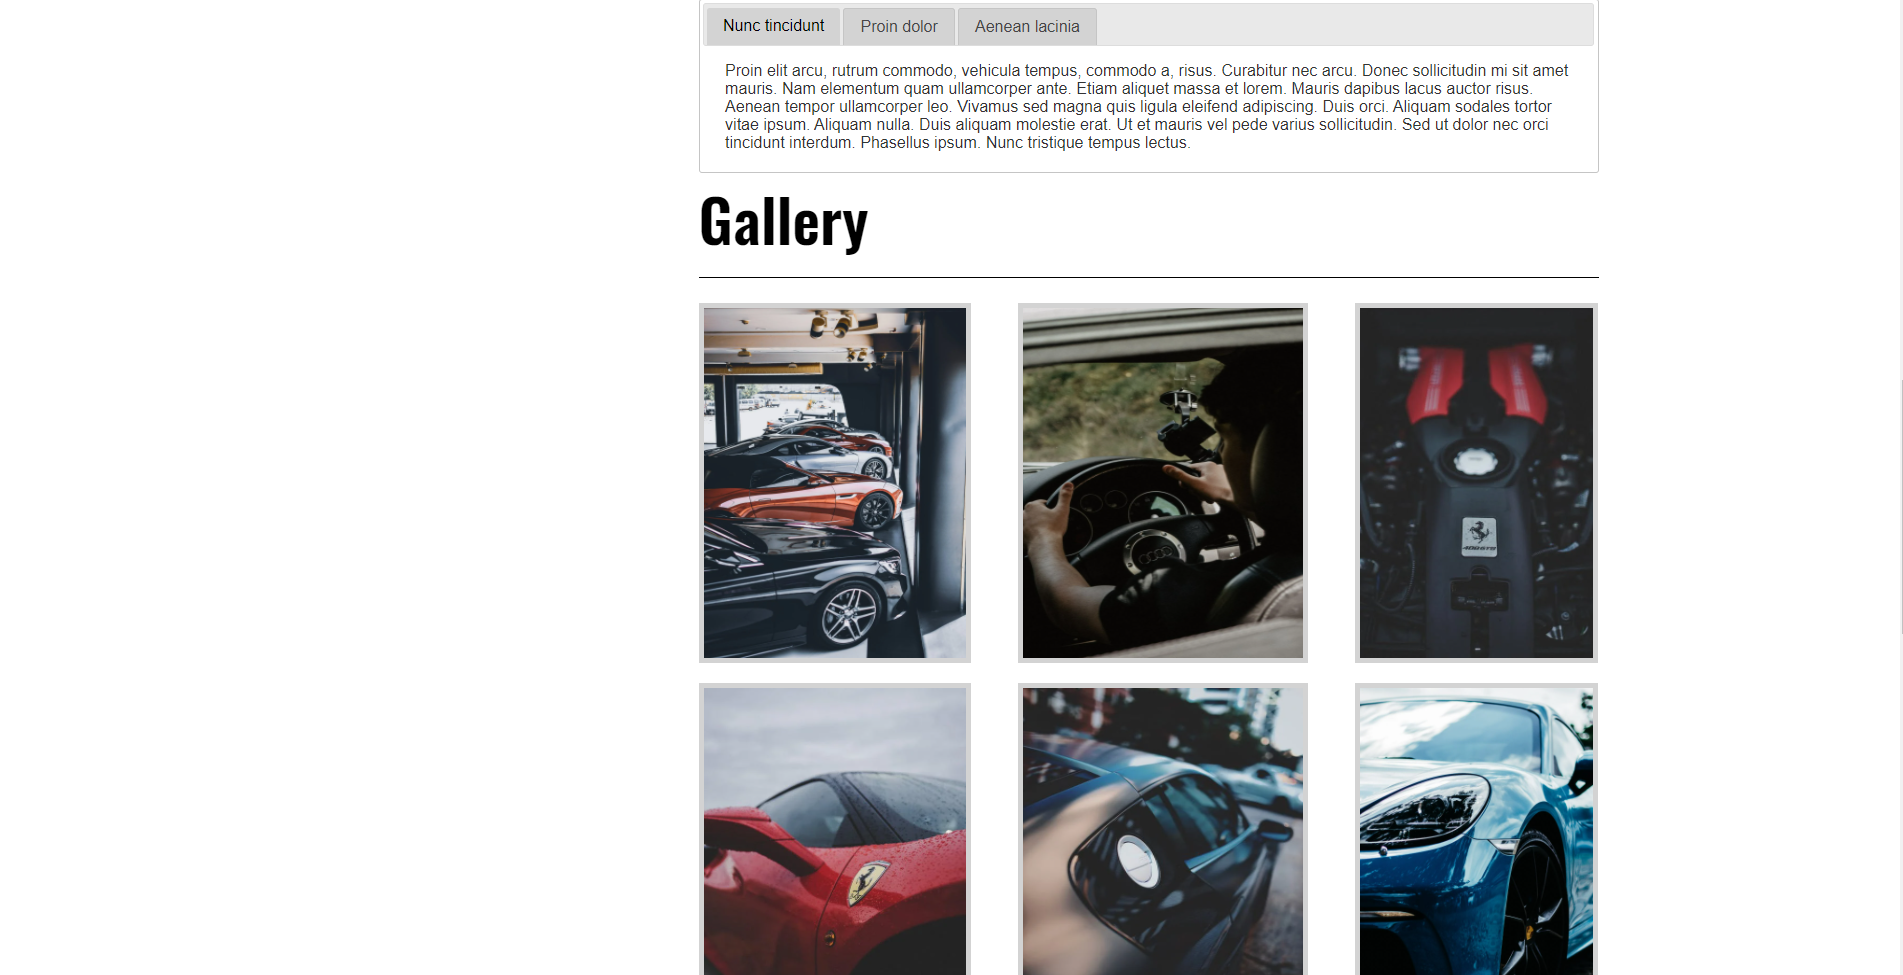 Nunc tincidunt
Proin dolor
Aenean lacinia
Proin elit arcu, rutrum commodo, vehicula tempus, commodo a, risus. Curabitur nec arcu. Donec sollicitudin mi sit amet
mauris. Nam elementum quam ullamcorper ante. Etiam aliquet massa et lorem. Mauris dapibus lacus auctor risus.
Aenean tempor ullamcorper leo. Vivamus sed magna quis ligula eleifend adipiscing. Duis orci. Aliquam sodales tortor
vitae ipsum. Aliquam nulla. Duis aliquam molestie erat. Ut et mauris vel pede varius sollicitudin. Sed ut dolor nec orci
tincidunt interdum. Phasellus ipsum. Nunc tristique tempus lectus.
Gallery